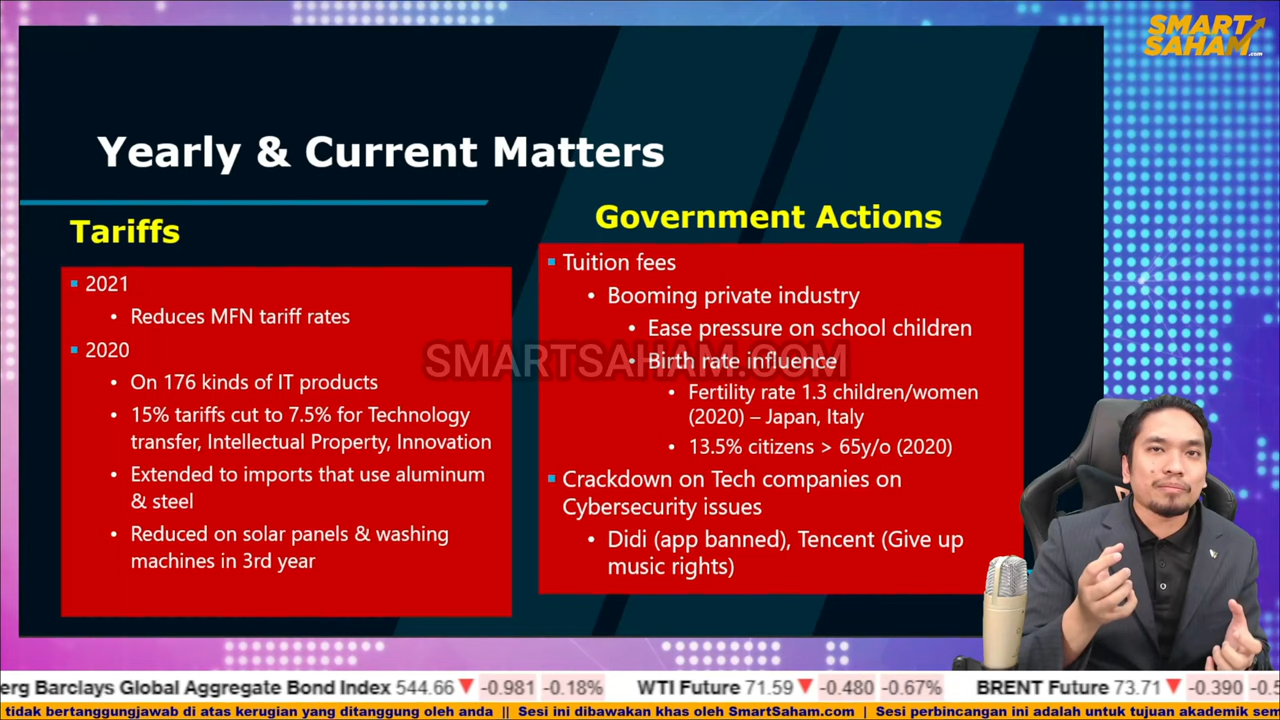 SMART
SAHAM.com
Yearly & Current Matters
Tariffs
2021
Reduces MFN tariff rates
2020
On 176 kinds of IT products
15% tariffs cut to 7.5% for Technology
transfer, Intellectual Property, Innovation
Extended to imports that use aluminum
& steel
Reduced on solar panels & washing
machines in 3rd year
Government Actions
Tuition fees
Booming private industry
Ease pressure on school children
Birth rate influence
Fertility rate 1.3 children/women
(2020) – Japan, Italy
13.5% citizens > 65y/o (2020)
Crackdown on Tech companies on
Cybersecurity issues
Didi (app banned), Tencent (Give up
music rights)
SMARTSAHAM.COM
erg Barclays Global Aggregate Bond Index 544.66 ▼ -0.981 -0.18% WTI Future 71.59 ▼ -0.480 -0.67% BRENT Future 73.71 ▼ -0.390
tidak bertanggungjawab di atas kerugian yang ditanggung oleh anda || Sesi ini dibawakan khas oleh SmartSaham.com | Sesi perbincangan ini adalah untuk tujuan akademik sem